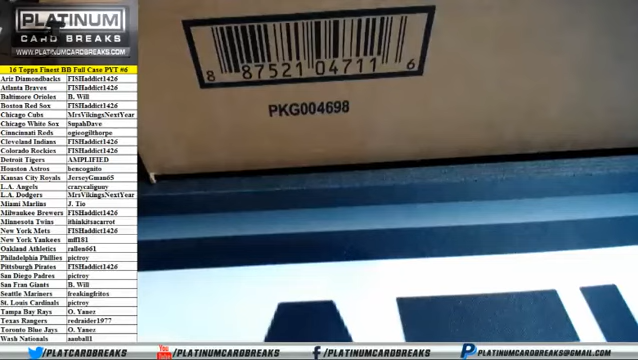 PLATINUM
CARD BREAKS
WWW.PLATINUMCARDBREAKS.COM
16 Topps Finest BB Full Case PYT #6
Ariz Diamondbacks FISHaddict1426
Atlanta Braves FISHaddict1426
Baltimore Orioles B. Will
Boston Red Sox FISHaddict1426
Chicago Cubs MrsVikingsNextYear
Chicago White Sox SupahDave
Cinncinati Reds ogieogilthorpe
Cleveland Indians FISHaddict1426
Colorado Rockies FISHaddict1426
Detroit Tigers AMPLIFIED
Houston Astros bencognito
Kansas City Royals JerseyGman65
L.A. Angels crazycaliguy
L.A. Dodgers MrsVikingsNextYear
Miami Marlins J. Tio
Milwaukee Brewers FISHaddict1426
Minnesota Twins ithinkitsacarrot
New York Mets FISHaddict1426
New York Yankees mff181
Oakland Athletics rallen661
Philadelphia Phillies pictroy
Pittsburgh Pirates FISHaddict1426
San Diego Padres pictroy
San Fran Giants B. Will
Seattle Mariners freakingfritos
St. Louis Cardinals pictroy
Tampa Bay Rays O. Yanez
Texas Rangers redraider1977
Toronto Blue Jays O. Yanez
Wash Nationals aanball1
8 87521 04711 6
PKG004698
/PLATCARDBREAKS
/PLATINUMCARDBREAKS
/PLATINUMCARDBREAKS
PLATINUMCARDBREAKS